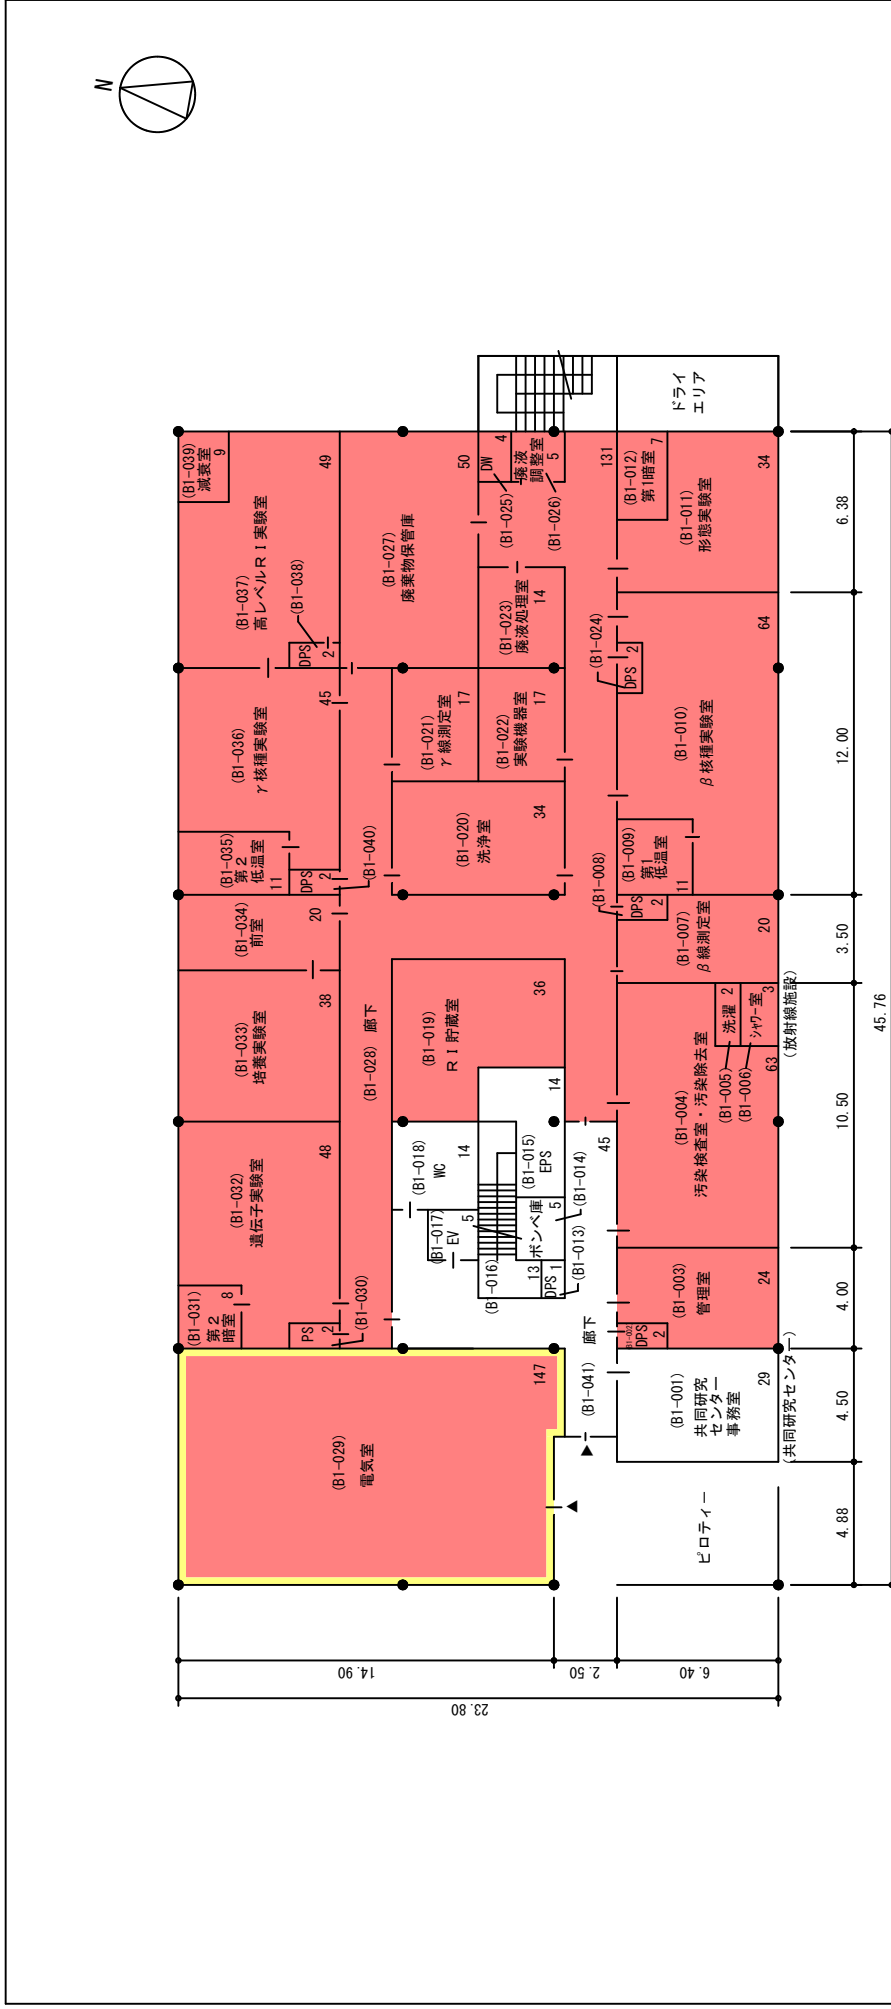 N
(B1-039)
減衰室
9
(B1-037)
高レベルＲＩ実験室
49
(B1-038)
DPS
2
(B1-036)
γ核種実験室
45
(B1-035)
第２
低温室
11
DPS
2
(B1-040)
(B1-034)
前室
20
(B1-033)
培養実験室
38
(B1-032)
遺伝子実験室
48
(B1-031)
第２
暗室
8
PS
2
(B1-030)
(B1-029)
電気室
147
(B1-027)
廃棄物保管庫
50
DW
4
(B1-025)
廃液
調整室
5
(B1-026)
(B1-023)
廃液処理室
14
(B1-021)
γ線測定室
17
(B1-022)
実験機器室
17
(B1-020)
洗浄室
34
(B1-028) 廊下
131
(B1-019)
ＲＩ貯蔵室
36
(B1-018)
WC
14
(B1-017)
EV
5
(B1-016)
13
(B1-015)
EPS
14
(B1-014)
ボンベ庫
5
(B1-013)
DPS
1
(B1-041)
廊下
45
ドライ
エリア
(B1-012)
第1暗室
7
(B1-011)
形態実験室
34
(B1-024)
DPS
2
(B1-010)
β核種実験室
64
(B1-009)
第1
低温室
11
(B1-008)
DPS
2
(B1-007)
β線測定室
20
(B1-004)
汚染検査室・汚染除去室
63
(B1-005)
洗濯
2
(B1-006)
シャワー室
3
(B1-003)
管理室
24
B1-002
DPS
2
(B1-001)
共同研究
センター
事務室
29
ピロティー
(放射線施設)
(共同研究センター)
6.38
12.00
3.50
10.50
4.00
4.50
4.88
45.76
14.90
2.50
6.40
23.80